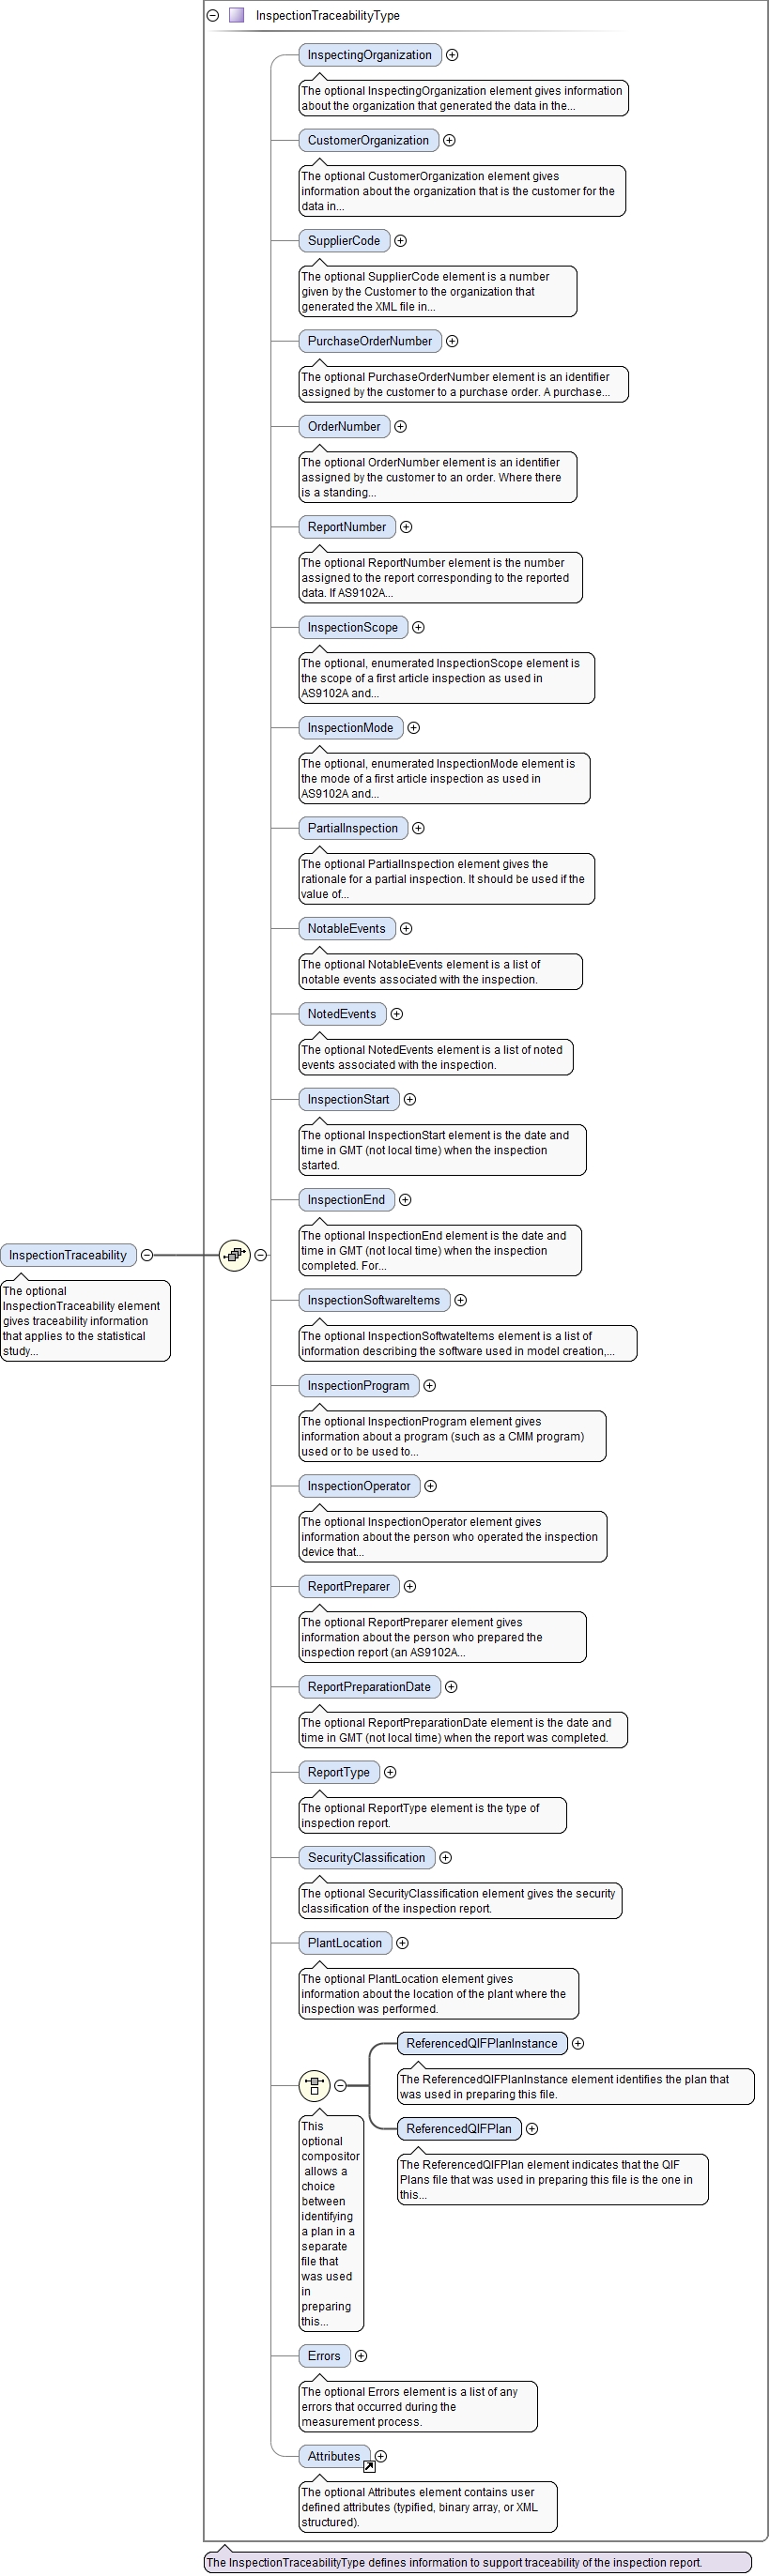 InspectionTraceabilityType
InspectingOrganization
The optional InspectingOrganization element gives information
about the organization that generated the data in the...
CustomerOrganization
The optional CustomerOrganization element gives
information about the organization that is the customer for the
data in...
SupplierCode
The optional SupplierCode element is a number
given by the Customer to the organization that
generated the XML file in...
PurchaseOrderNumber
The optional PurchaseOrderNumber element is an identifier
assigned by the customer to a purchase order. A purchase...
OrderNumber
The optional OrderNumber element is an identifier
assigned by the customer to an order. Where there
is a standing...
ReportNumber
The optional ReportNumber element is the number
assigned to the report corresponding to the reported
data. If AS9102A...
InspectionScope
The optional, enumerated InspectionScope element is
the scope of a first article inspection as used in
AS9102A and...
InspectionMode
The optional, enumerated InspectionMode element is
the mode of a first article inspection as used in
AS9102A and...
PartialInspection
The optional PartialInspection element gives the
rationale for a partial inspection. It should be used if the
value of...
NotableEvents
The optional NotableEvents element is a list of
notable events associated with the inspection.
NotedEvents
The optional NotedEvents element is a list of noted
events associated with the inspection.
InspectionStart
The optional InspectionStart element is the date and
time in GMT (not local time) when the inspection
started.
InspectionEnd
The optional InspectionEnd element is the date and
time in GMT (not local time) when the inspection
completed. For...
InspectionTraceability
The optional
InspectionTraceability element
gives traceability information
that applies to the statistical
study...
InspectionSoftwareItems
The optional InspectionSoftwateItems element is a list of
information describing the software used in model creation,...
InspectionProgram
The optional InspectionProgram element gives
information about a program (such as a CMM program)
used or to be used to...
InspectionOperator
The optional InspectionOperator element gives
information about the person who operated the inspection
device that...
ReportPreparer
The optional ReportPreparer element gives
information about the person who prepared the
inspection report (an AS9102A...
ReportPreparationDate
The optional ReportPreparationDate element is the date and
time in GMT (not local time) when the report was completed.
ReportType
The optional ReportType element is the type of
inspection report.
SecurityClassification
The optional SecurityClassification element gives the security
classification of the inspection report.
PlantLocation
The optional PlantLocation element gives
information about the location of the plant where the
inspection was performed.
ReferencedQIFPlanInstance
The ReferencedQIFPlanInstance element identifies the plan that
was used in preparing this file.
ReferencedQIFPlan
The ReferencedQIFPlan element indicates that the QIF
Plans file that was used in preparing this file is the one in
this...
This
optional
compositor
allows a
choice
between
identifying
a plan in a
separate
file that
was used
in
preparing
this...
Errors
The optional Errors element is a list of any
errors that occurred during the
measurement process.
Attributes
The optional Attributes element contains user
defined attributes (typified, binary array, or XML
structured).
The InspectionTraceabilityType defines information to support traceability of the inspection report.